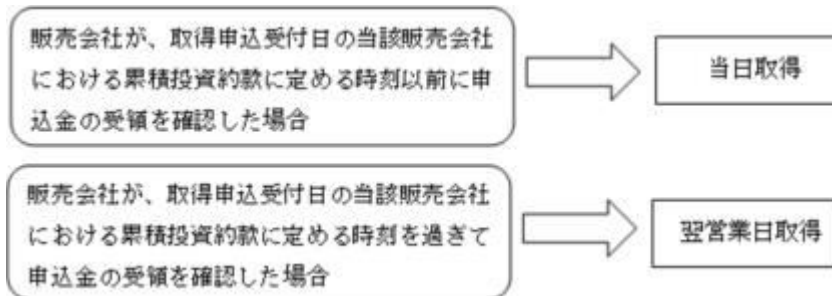 販売会社が、取得申込受付日の当該販売会社
における累積投資約款に定める時刻以前に申
込金の受領を確認した場合
当日取得
販売会社が、取得申込受付日の当該販売会社
における累積投資約款に定める時刻を過ぎて
申込金の受領を確認した場合
翌営業日取得